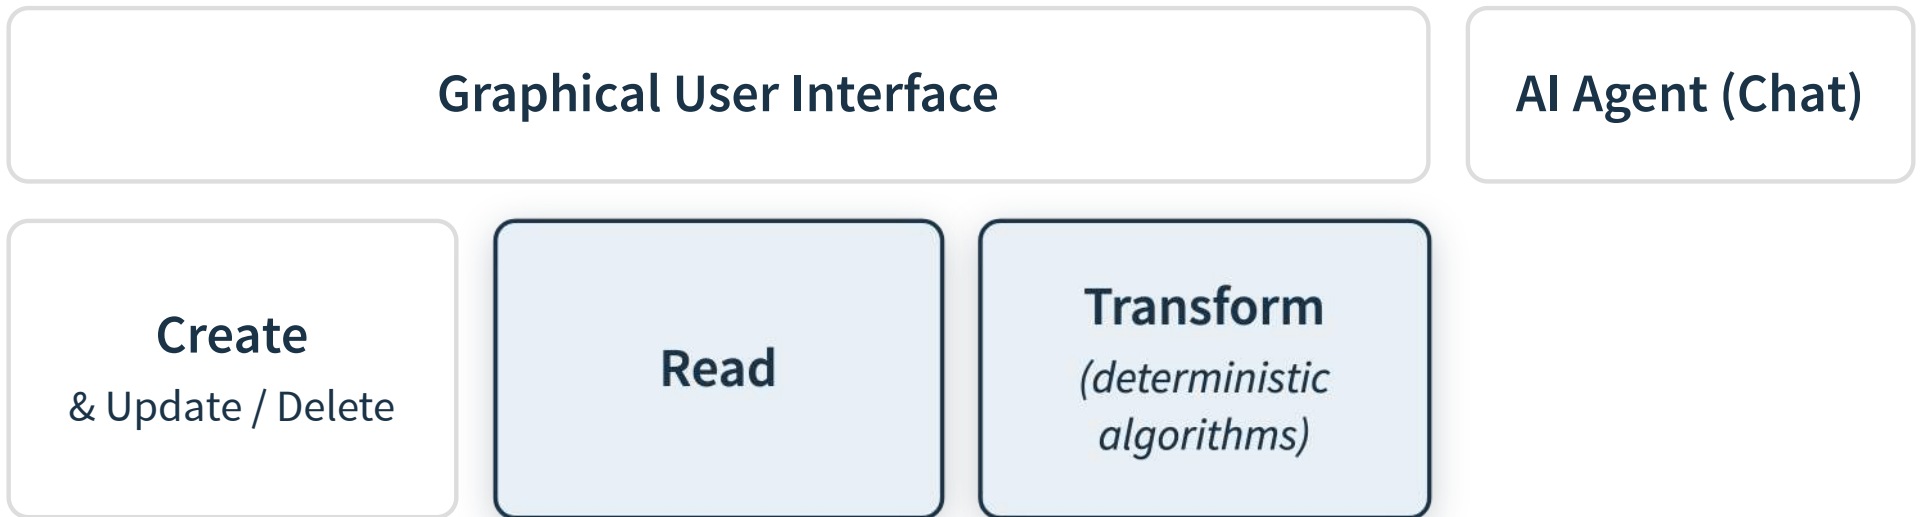 Graphical User Interface
AI Agent (Chat)
Create
& Update / Delete
Read
Transform
(deterministic
algorithms)